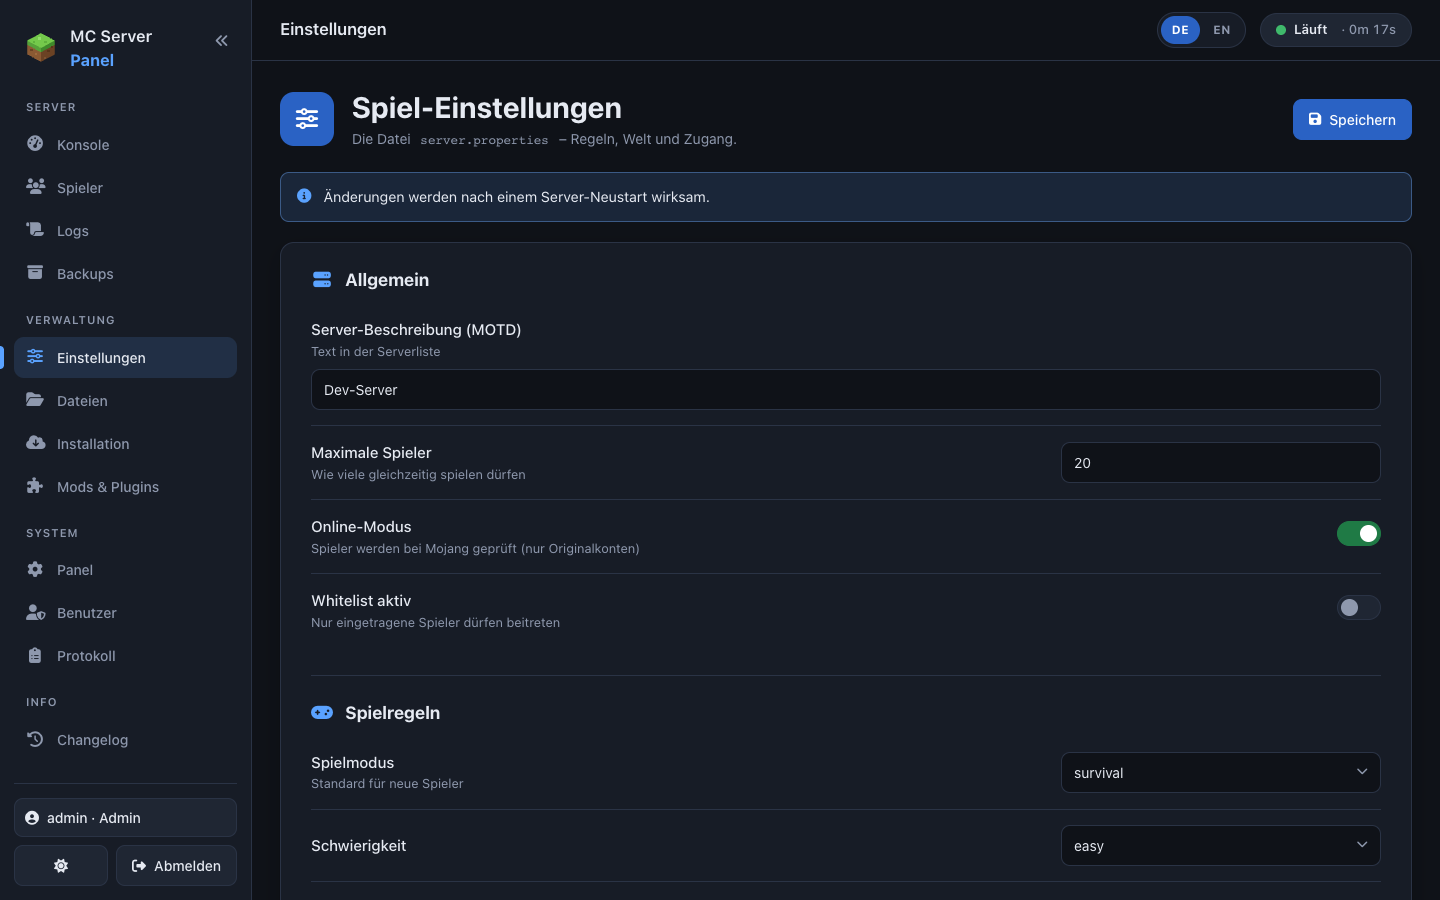 MC Server
Panel
SERVER
Konsole
Spieler
Logs
Backups
VERWALTUNG
Einstellungen
Dateien
Installation
Mods & Plugins
SYSTEM
Panel
Benutzer
Protokoll
INFO
Changelog
admin · Admin
Abmelden
Einstellungen
DE EN
Läuft · 0m 17s
Spiel-Einstellungen
Die Datei server.properties – Regeln, Welt und Zugang.
Speichern
Änderungen werden nach einem Server-Neustart wirksam.
Allgemein
Server-Beschreibung (MOTD)
Text in der Serverliste
Dev-Server
Maximale Spieler
Wie viele gleichzeitig spielen dürfen
20
Online-Modus
Spieler werden bei Mojang geprüft (nur Originalkonten)
Whitelist aktiv
Nur eingetragene Spieler dürfen beitreten
Spielregeln
Spielmodus
Standard für neue Spieler
survival
Schwierigkeit
easy